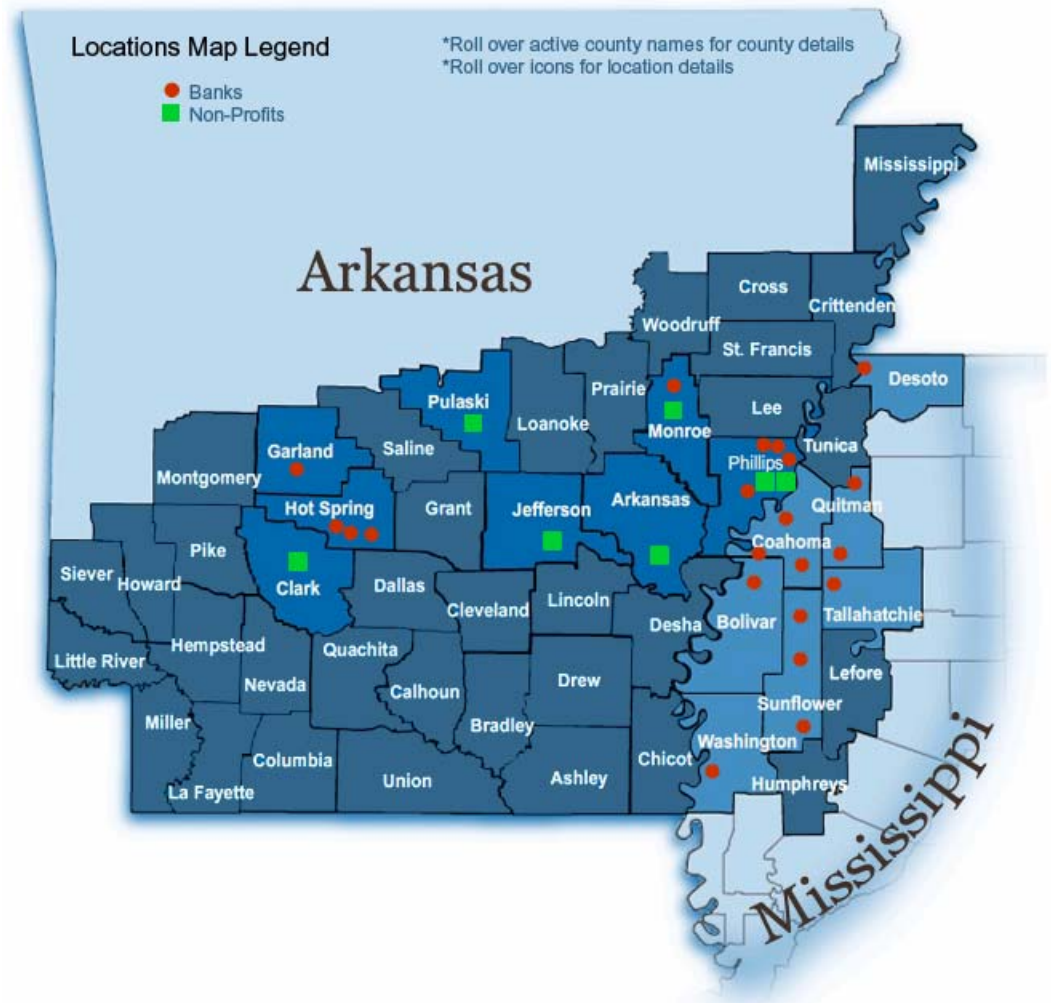 Locations Map Legend
Banks
Non-Profits
*Roll over active county names for county details
*Roll over icons for location details
Arkansas
Mississippi
Cross
Crittenden
Woodruff
St. Francis
Desoto
Prairie
Pulaski
Lee
Loanoke
Monroe
Tunica
Saline
Garland
Phillips
Montgomery
Quitman
Arkansas
Hot Spring
Grant
Jefferson
Coahoma
Pike
Siever
Howard
Clark
Dallas
Cleveland
Lincoln
Desha
Bolivar
Tallahatchie
Hempstead
Quachita
Little River
Lefore
Nevada
Calhoun
Drew
Sunflower
Miller
Bradley
Washington
Columbia
Chicot
Union
Ashley
Humphreys
La Fayette
Mississippi